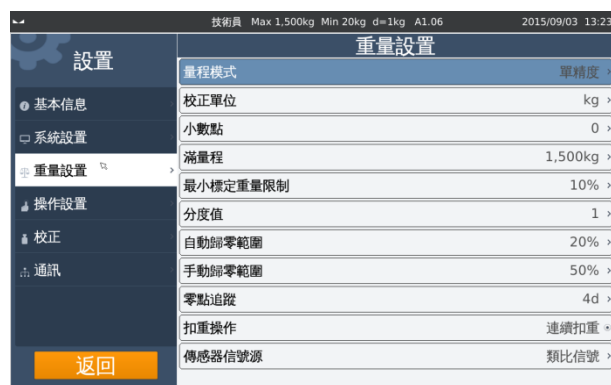 技術員 Max 1,500kg Min 20kg d=1kg A1.06 2015/09/03 13:23
設置
基本信息
系統設置
重量設置
操作設置
校正
通訊
返回
重量設置
量程模式 單精度
校正單位 kg
小數點 0
滿量程 1,500kg
最小標定重量限制 10%
分度值 1
自動歸零範圍 20%
手動歸零範圍 50%
零點追蹤 4d
扣重操作 連續扣重
傳感器信號源 類比信號